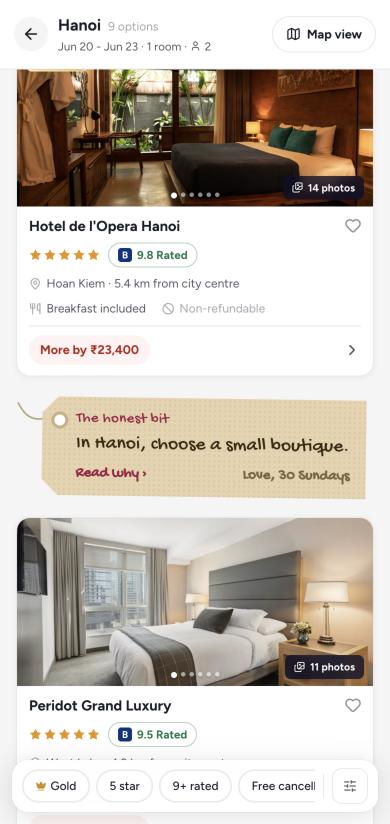 Hanoi 9 options
Jun 20 - Jun 23 · 1 room · 2
Map view
14 photos
Hotel de l'Opera Hanoi
B 9.8 Rated
Hoan Kiem · 5.4 km from city centre
Breakfast included Non-refundable
More by ₹23,400
The honest bit
In Hanoi, choose a small boutique.
Read why ›
Love, 30 Sundays
11 photos
Peridot Grand Luxury
B 9.5 Rated
Gold 5 star 9+ rated Free cancell